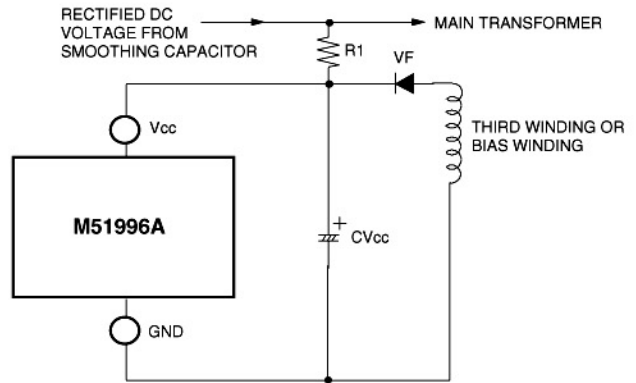 RECTIFIED DC
VOLTAGE FROM
SMOOTHING CAPACITOR
MAIN TRANSFORMER
R1
VF
Vcc
THIRD WINDING OR
BIAS WINDING
M51996A
+
CVcc
GND